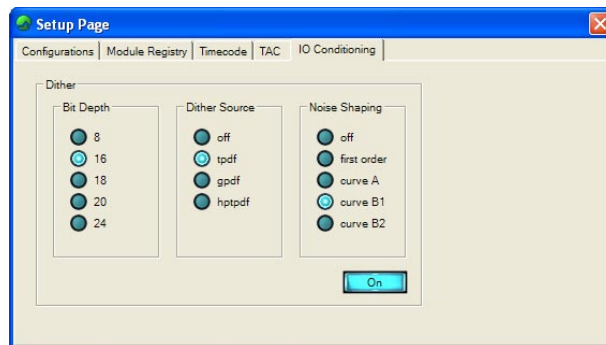 Setup Page
Configurations Module Registry Timecode TAC IO Conditioning
Dither
Bit Depth
8
16
18
20
24
Dither Source
off
tpdf
gpdf
hptpdf
Noise Shaping
off
first order
curve A
curve B1
curve B2
On